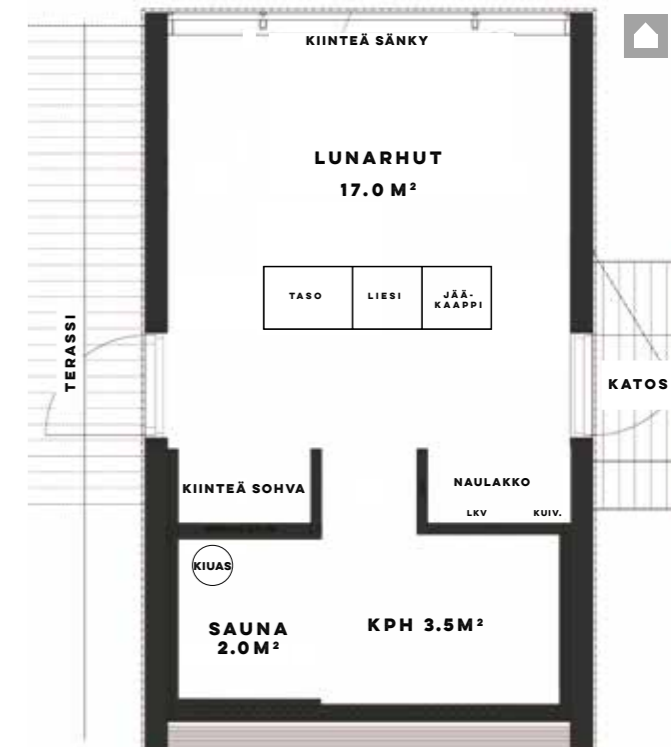 KIINTEÄ SÄNKY
LUNARHUT
17.0 M²
TASO
LIESI
JÄÄ-
KAAPPI
TERASSI
KATOS
KIINTEÄ SOHVA
NAULAKKO
LKV KUIV.
KIUAS
SAUNA
2.0M²
KPH 3.5M²